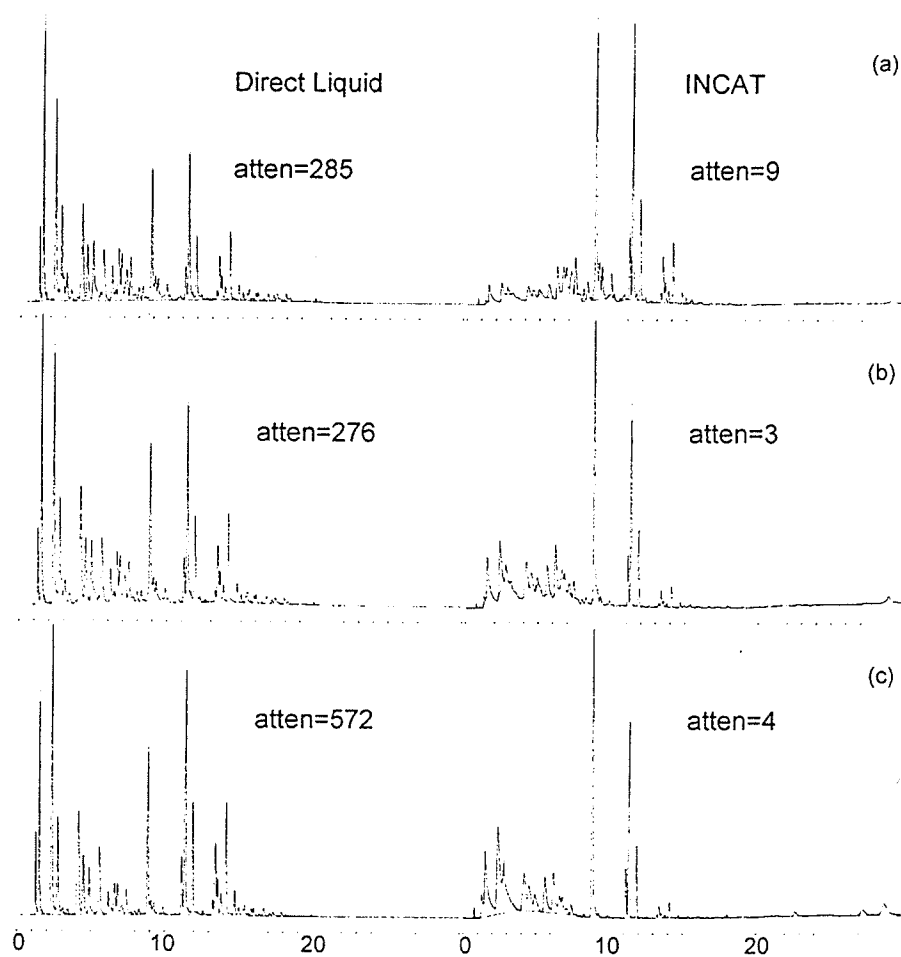 Direct Liquid INCAT (a)
atten=285 atten=9
(b)
atten=276 atten=3
(c)
atten=572 atten=4
0 10 20 0 10 20